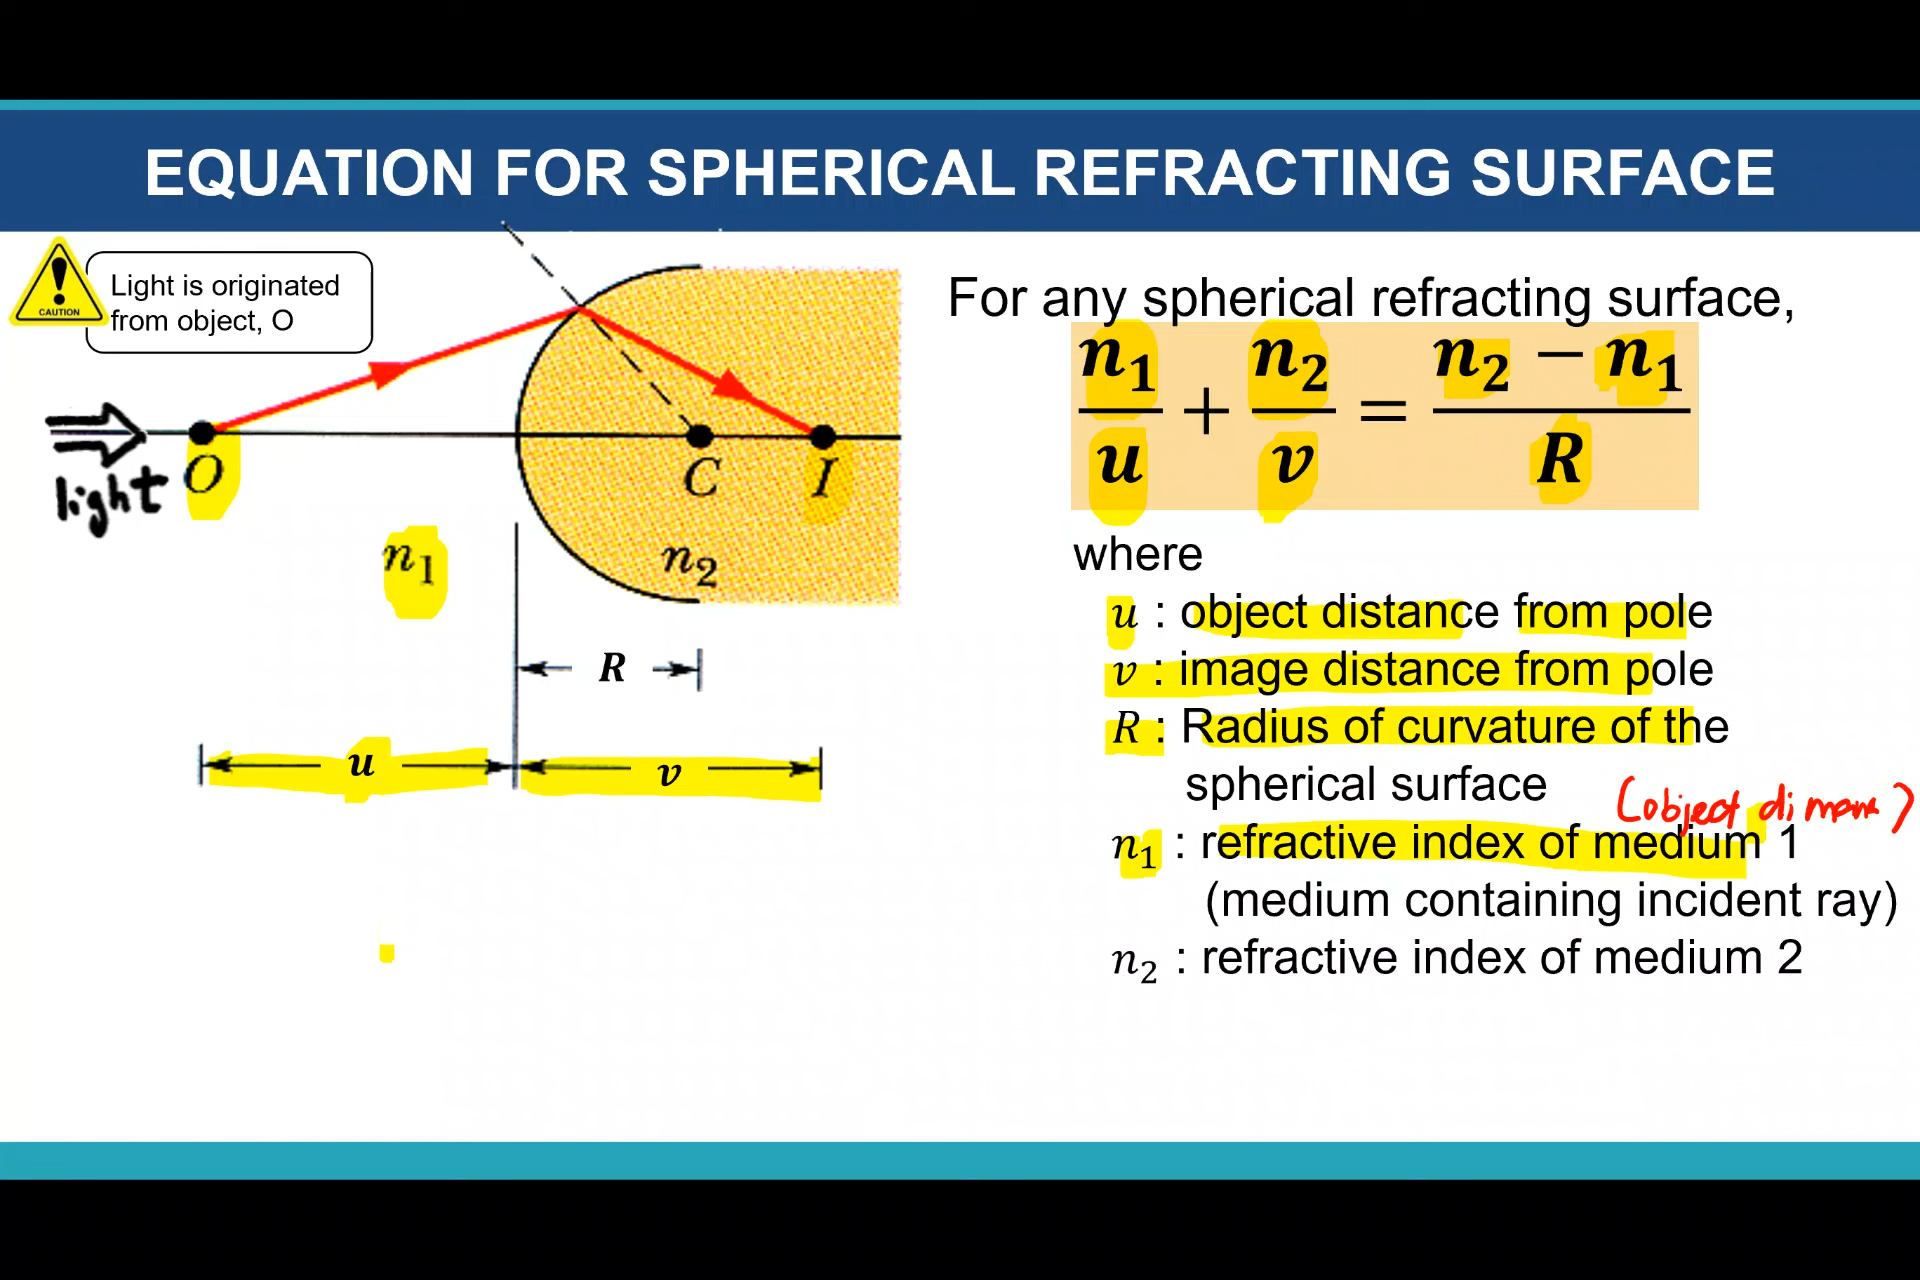 EQUATION FOR SPHERICAL REFRACTING SURFACE
CAUTION
Light is originated
from object, O
light
O
C
I
n₁
n₂
R
u
v
For any spherical refracting surface,
n₁/u + n₂/v = (n₂ − n₁)/R
where
u : object distance from pole
v : image distance from pole
R : Radius of curvature of the
spherical surface
(object di
n₁ : refractive index of medium 1
(medium containing incident ray)
n₂ : refractive index of medium 2